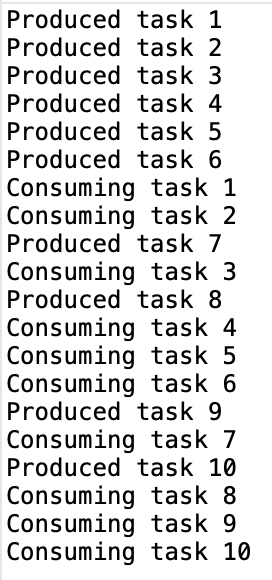 Produced task 1
Produced task 2
Produced task 3
Produced task 4
Produced task 5
Produced task 6
Consuming task 1
Consuming task 2
Produced task 7
Consuming task 3
Produced task 8
Consuming task 4
Consuming task 5
Consuming task 6
Produced task 9
Consuming task 7
Produced task 10
Consuming task 8
Consuming task 9
Consuming task 10